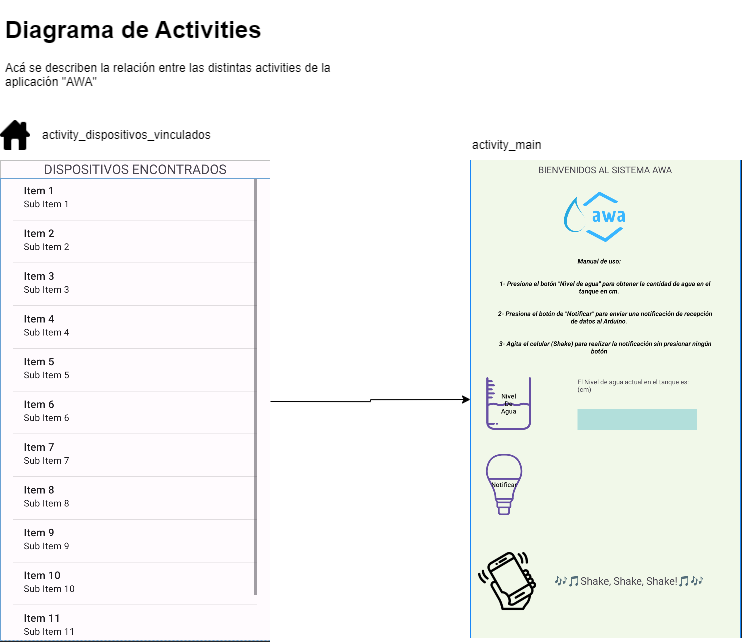 Diagrama de Activities
Acá se describen la relación entre las distintas activities de la
aplicación "AWA"
activity_dispositivos_vinculados
DISPOSITIVOS ENCONTRADOS
Item 1
Sub Item 1
Item 2
Sub Item 2
Item 3
Sub Item 3
Item 4
Sub Item 4
Item 5
Sub Item 5
Item 6
Sub Item 6
Item 7
Sub Item 7
Item 8
Sub Item 8
Item 9
Sub Item 9
Item 10
Sub Item 10
Item 11
Sub Item 11
activity_main
BIENVENIDOS AL SISTEMA AWA
awa
Manual de uso:
1- Presiona el botón "Nivel de agua" para obtener la cantidad de agua en el
tanque en cm.
2- Presiona el botón de "Notificar" para enviar una notificación de recepción
de datos al Arduino.
3- Agita el celular (Shake) para realizar la notificación sin presionar ningún
botón
Nivel
De
Agua
El Nivel de agua actual en el tanque es:
(cm)
Notificar
🎶🎵Shake, Shake, Shake!🎵🎶